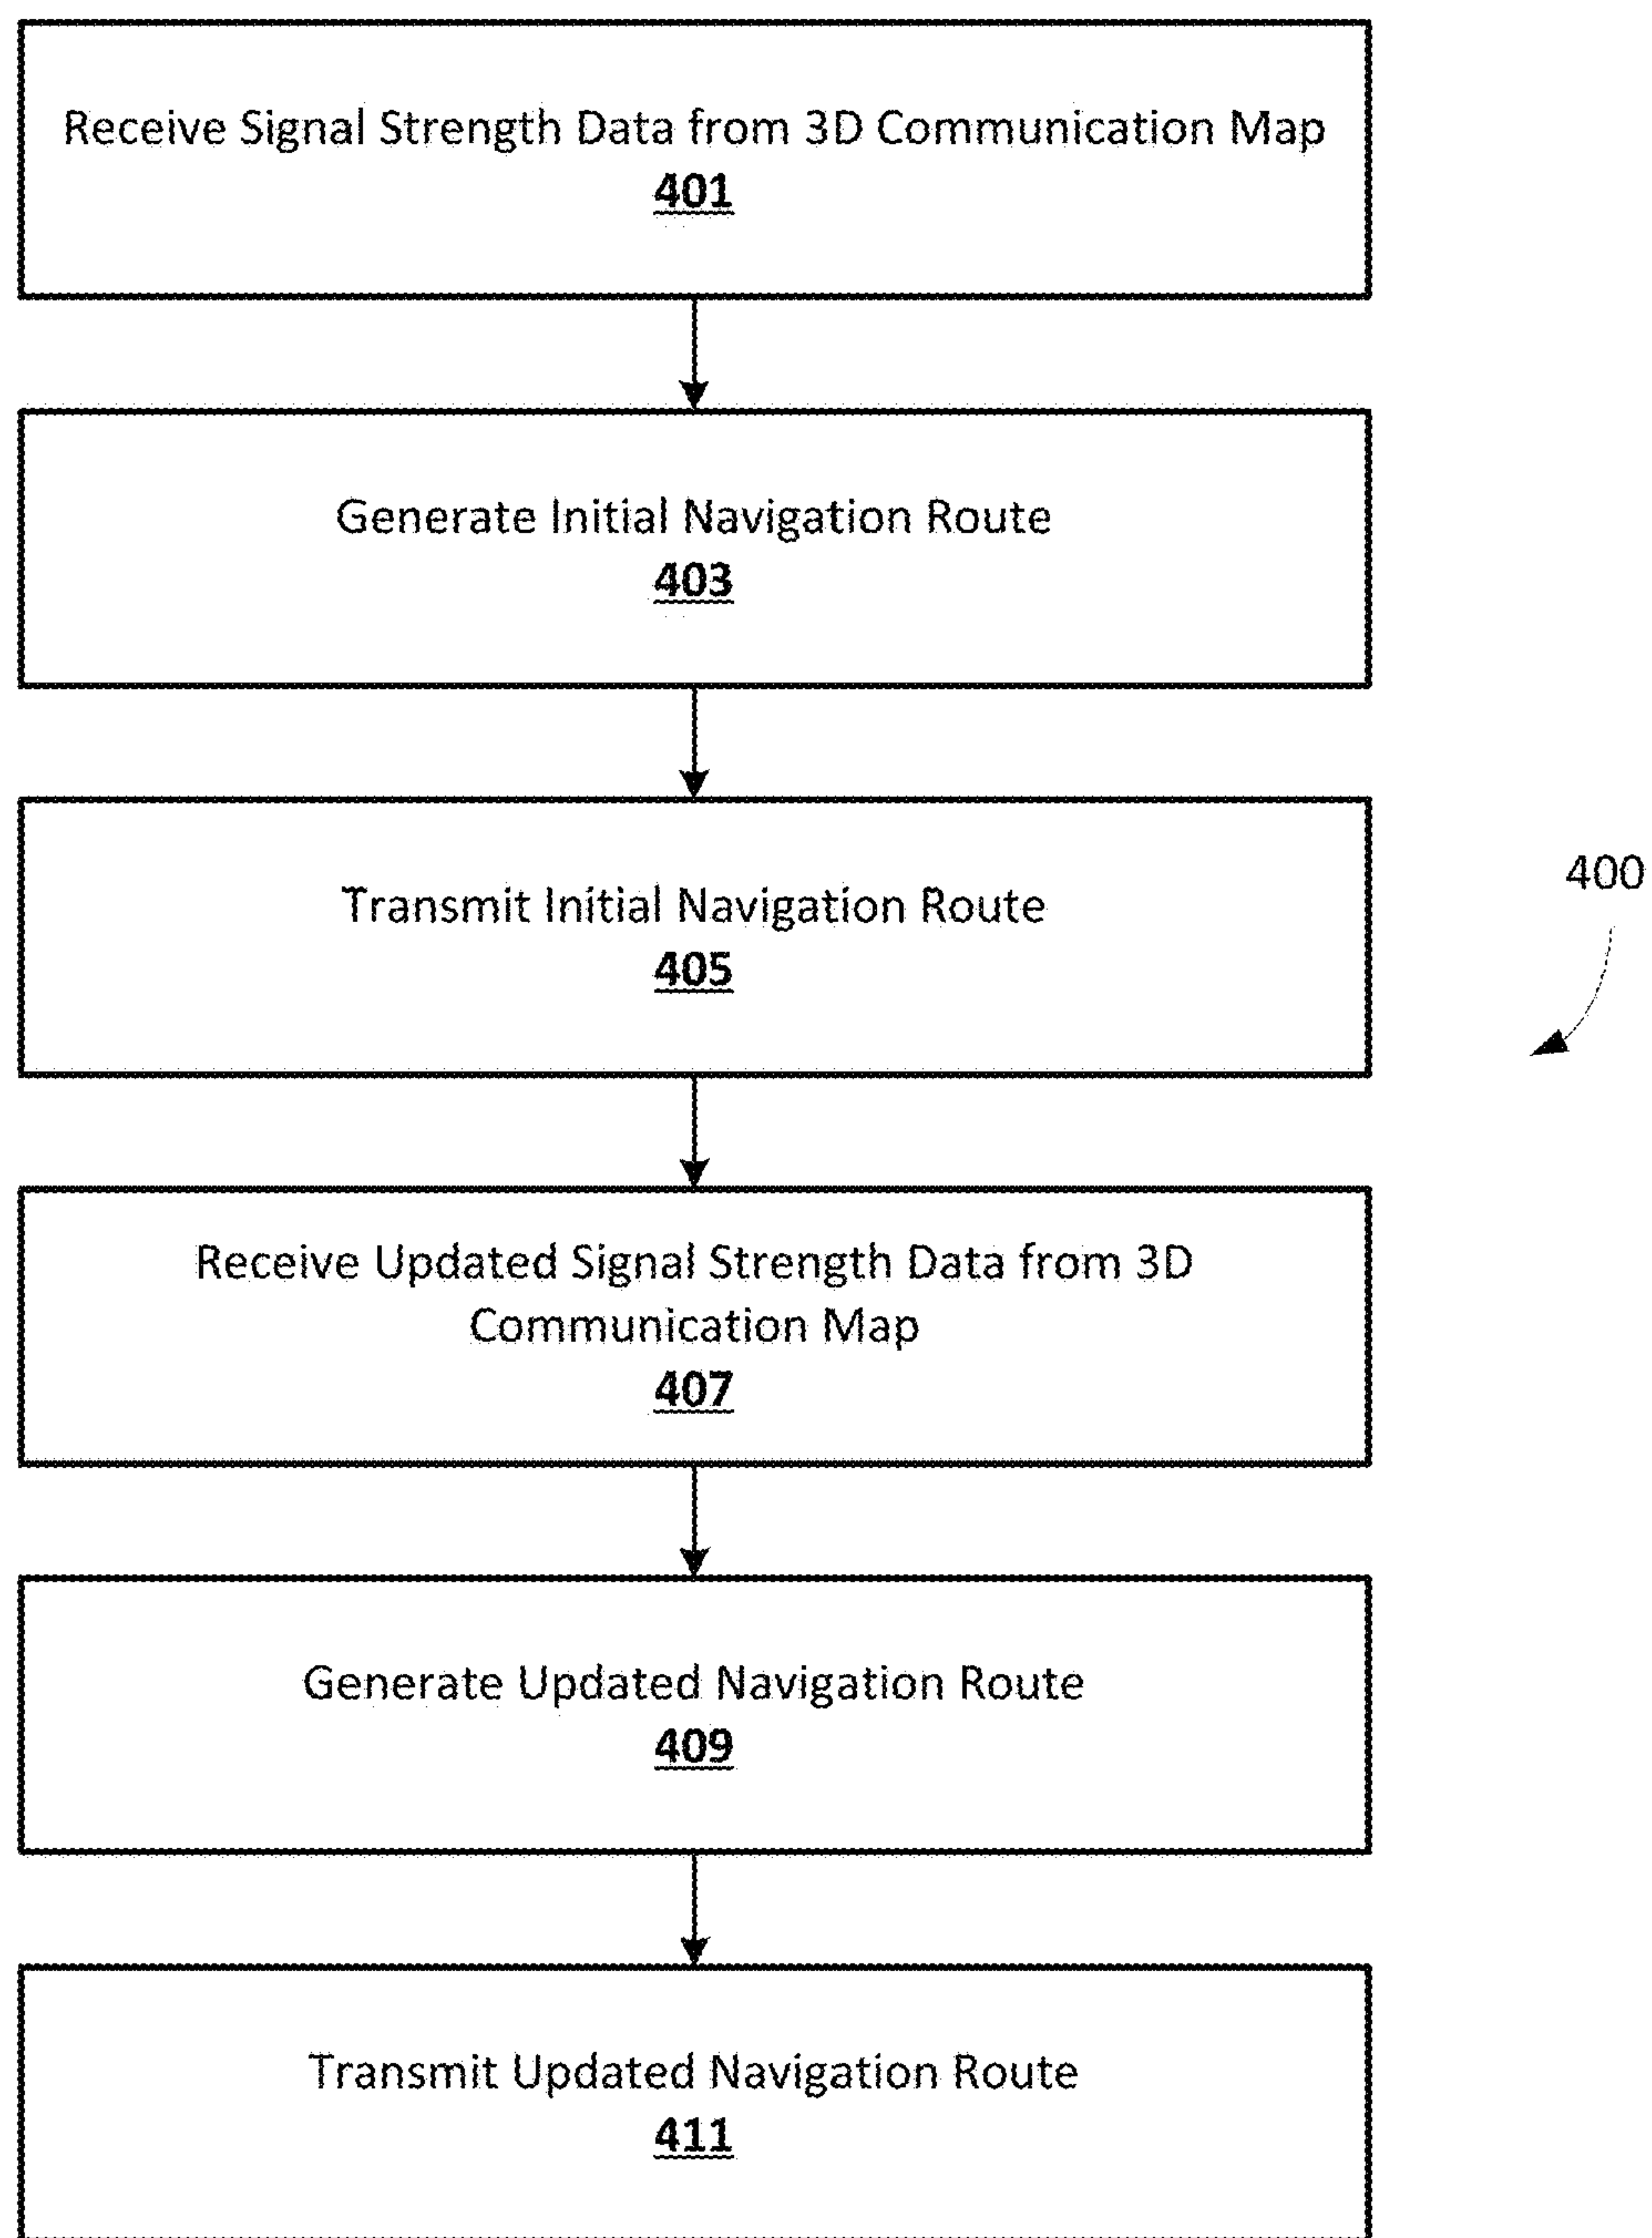 Receive Signal Strength Data from 3D Communication Map
401
Generate Initial Navigation Route
403
Transmit Initial Navigation Route
405
400
Receive Updated Signal Strength Data from 3D
Communication Map
407
Generate Updated Navigation Route
409
Transmit Updated Navigation Route
411